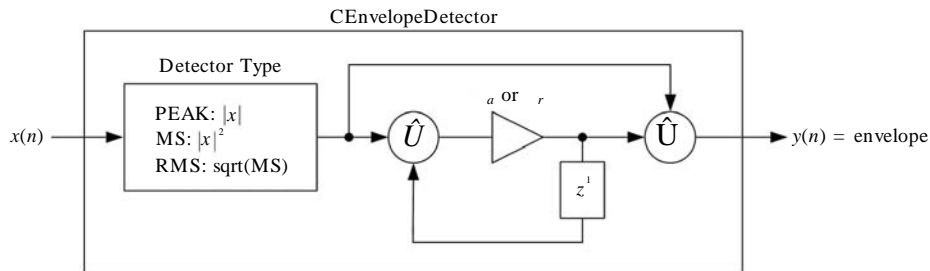 CEnvelopeDetector
Detector Type
PEAK: |x|
MS: |x|²
RMS: sqrt(MS)
x(n)
Û
a or r
z¹
Û
y(n) = envelope